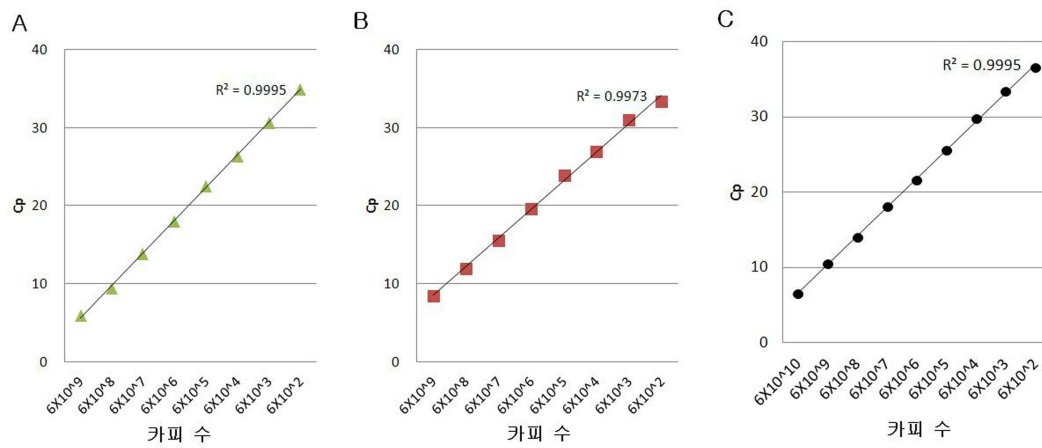 A
40
30
20
10
0
Cp
R² = 0.9995
6X10^9
6X10^8
6X10^7
6X10^6
6X10^5
6X10^4
6X10^3
6X10^2
카피 수
B
40
30
20
10
0
Cp
R² = 0.9973
6X10^9
6X10^8
6X10^7
6X10^6
6X10^5
6X10^4
6X10^3
6X10^2
카피 수
C
40
30
20
10
0
Cp
R² = 0.9995
6X10^10
6X10^9
6X10^8
6X10^7
6X10^6
6X10^5
6X10^4
6X10^3
6X10^2
카피 수